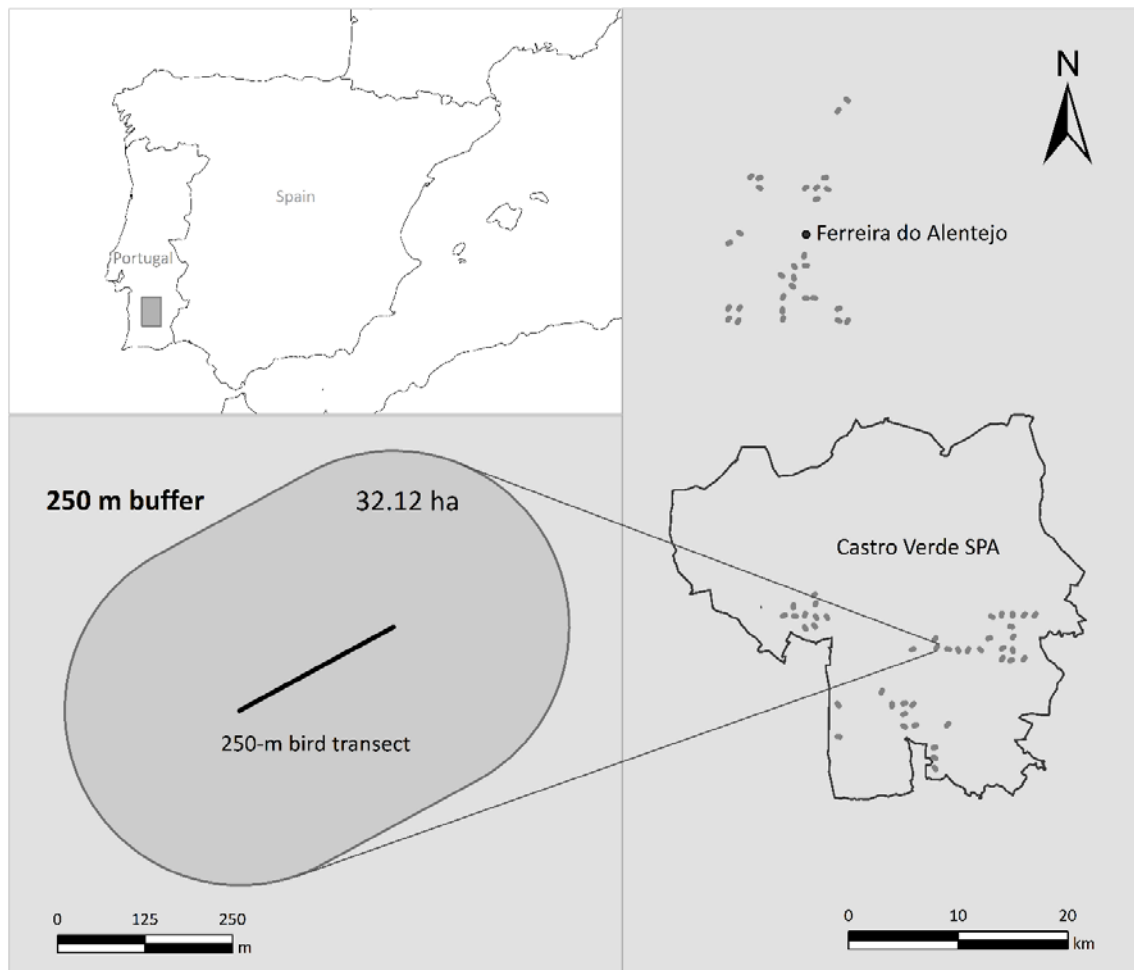 Spain
Portugal
N
Ferreira do Alentejo
250 m buffer
32.12 ha
250-m bird transect
0 125 250
m
Castro Verde SPA
0 10 20
km